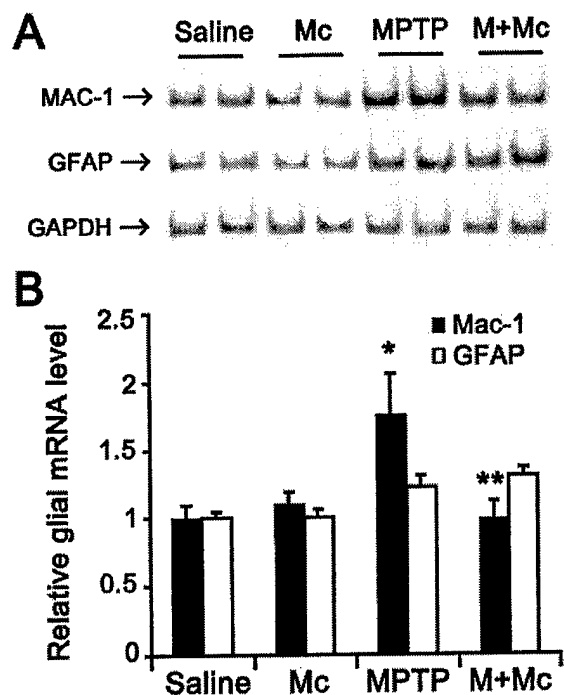 A
Saline Mc MPTP M+Mc
MAC-1 →
GFAP →
GAPDH →
B
Relative glial mRNA level
2.5
2
1.5
1
0.5
0
Mac-1
GFAP
*
**
Saline Mc MPTP M+Mc